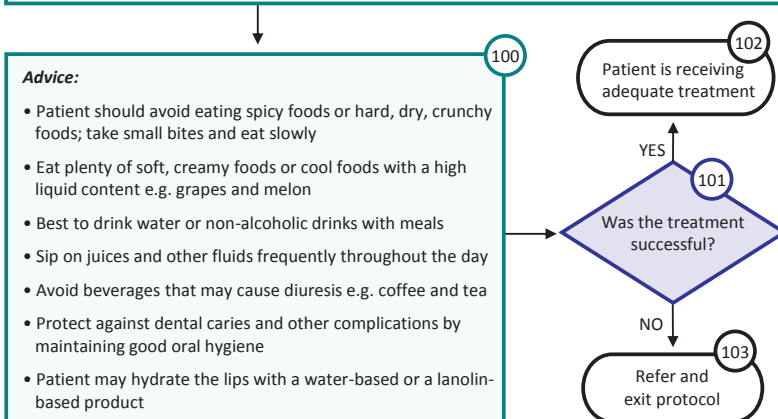 100
Advice:
• Patient should avoid eating spicy foods or hard, dry, crunchy
foods; take small bites and eat slowly
• Eat plenty of soft, creamy foods or cool foods with a high
liquid content e.g. grapes and melon
• Best to drink water or non-alcoholic drinks with meals
• Sip on juices and other fluids frequently throughout the day
• Avoid beverages that may cause diuresis e.g. coffee and tea
• Protect against dental caries and other complications by
maintaining good oral hygiene
• Patient may hydrate the lips with a water-based or a lanolin-
based product
101
Was the treatment
successful?
YES
102
Patient is receiving
adequate treatment
NO
103
Refer and
exit protocol